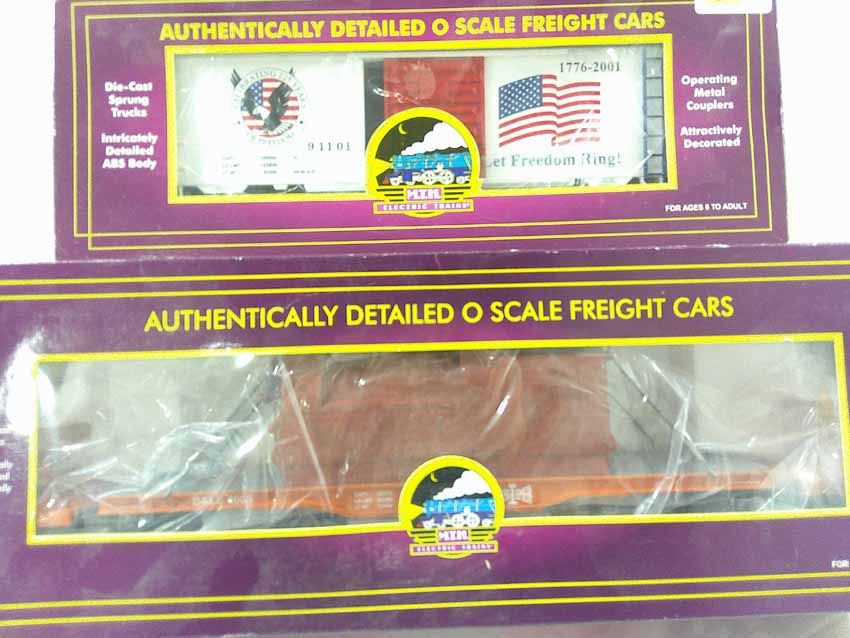 AUTHENTICALLY DETAILED O SCALE FREIGHT CARS
Die-Cast
Sprung
Trucks
Intricately
Detailed
ABS Body
91101
1776-2001
Let Freedom Ring!
Operating
Metal
Couplers
Attractively
Decorated
M.T.H.
ELECTRIC TRAINS
FOR AGES 8 TO ADULT
AUTHENTICALLY DETAILED O SCALE FREIGHT CARS
M.T.H.
ELECTRIC TRAINS
FOR